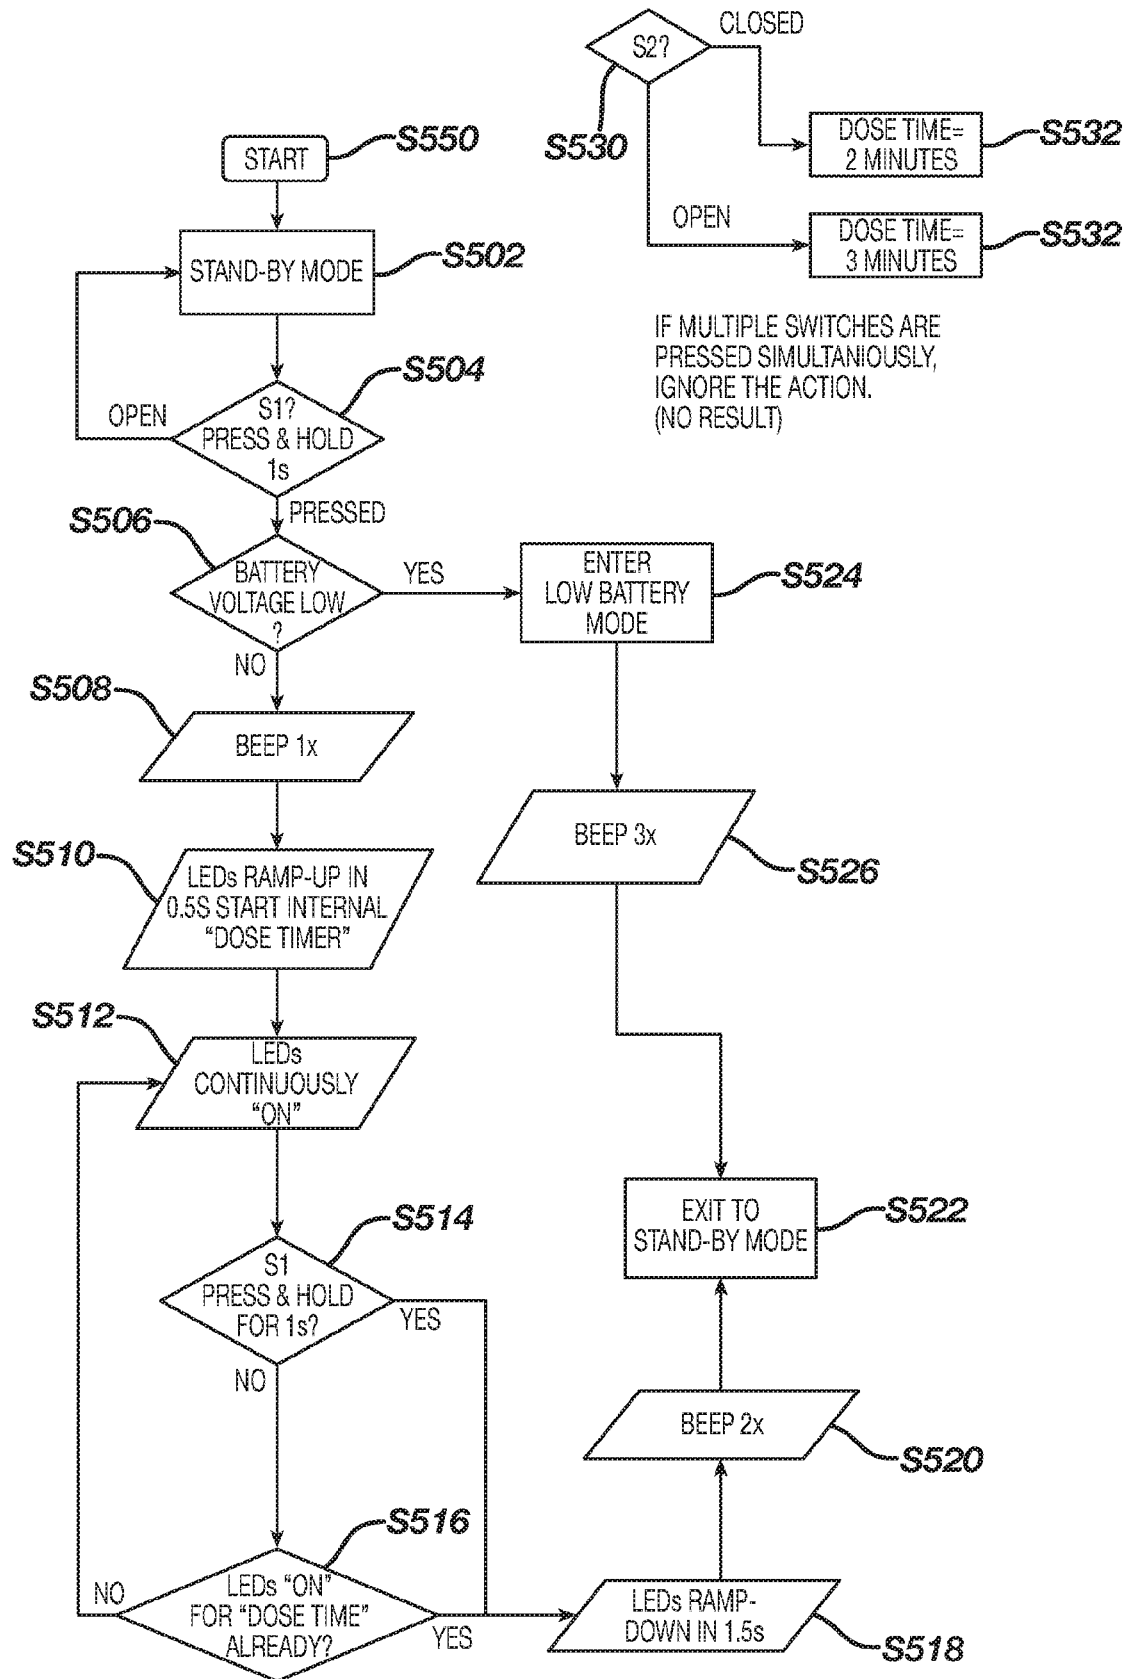 S2?
CLOSED
S530
DOSE TIME=
2 MINUTES
S532
OPEN
DOSE TIME=
3 MINUTES
S532
IF MULTIPLE SWITCHES ARE
PRESSED SIMULTANIOUSLY,
IGNORE THE ACTION.
(NO RESULT)
START
S550
STAND-BY MODE
S502
S504
OPEN
S1?
PRESS & HOLD
1s
PRESSED
S506
BATTERY
VOLTAGE LOW
?
YES
ENTER
LOW BATTERY
MODE
S524
NO
S508
BEEP 1x
BEEP 3x
S526
S510
LEDs RAMP-UP IN
0.5S START INTERNAL
“DOSE TIMER”
S512
LEDs
CONTINUOUSLY
“ON”
S514
S1
PRESS & HOLD
FOR 1s?
YES
NO
EXIT TO
STAND-BY MODE
S522
BEEP 2x
S520
S516
LEDs “ON”
FOR “DOSE TIME”
ALREADY?
NO
YES
LEDs RAMP-
DOWN IN 1.5s
S518